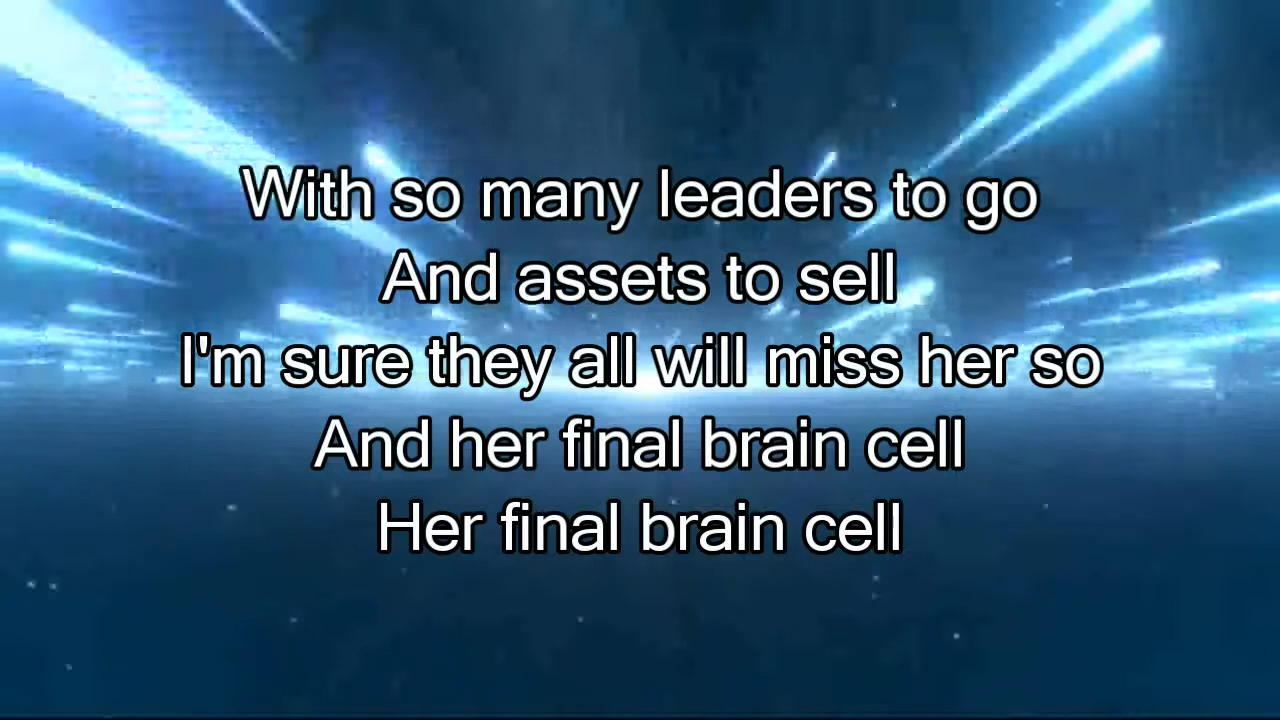 With so many leaders to go
And assets to sell
I'm sure they all will miss her so
And her final brain cell
Her final brain cell